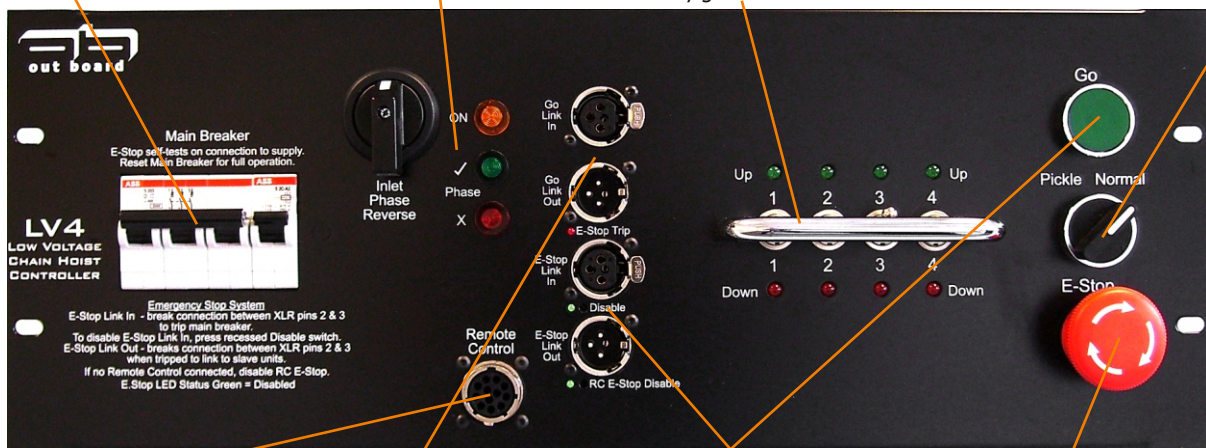 out board
Main Breaker
E-Stop self-tests on connection to supply.
Reset Main Breaker for full operation.
ABB
ABB
LV4
LOW VOLTAGE
CHAIN HOIST
CONTROLLER
Emergency Stop System
E-Stop Link In - break connection between XLR pins 2 & 3
to trip main breaker.
To disable E-Stop Link In, press recessed Disable switch.
E-Stop Link Out - breaks connection between XLR pins 2 & 3
when tripped to link to slave units.
If no Remote Control connected, disable RC E-Stop.
E.Stop LED Status Green = Disabled
Inlet
Phase
Reverse
ON
✓
Phase
X
Remote
Control
Go
Link
In
PUSH
Go
Link
Out
E-Stop Trip
E-Stop
Link
In
PUSH
Disable
E-Stop
Link
Out
RC E-Stop Disable
Up
Up
1 2 3 4
1 2 3 4
Down
Down
Go
Pickle Normal
E-Stop